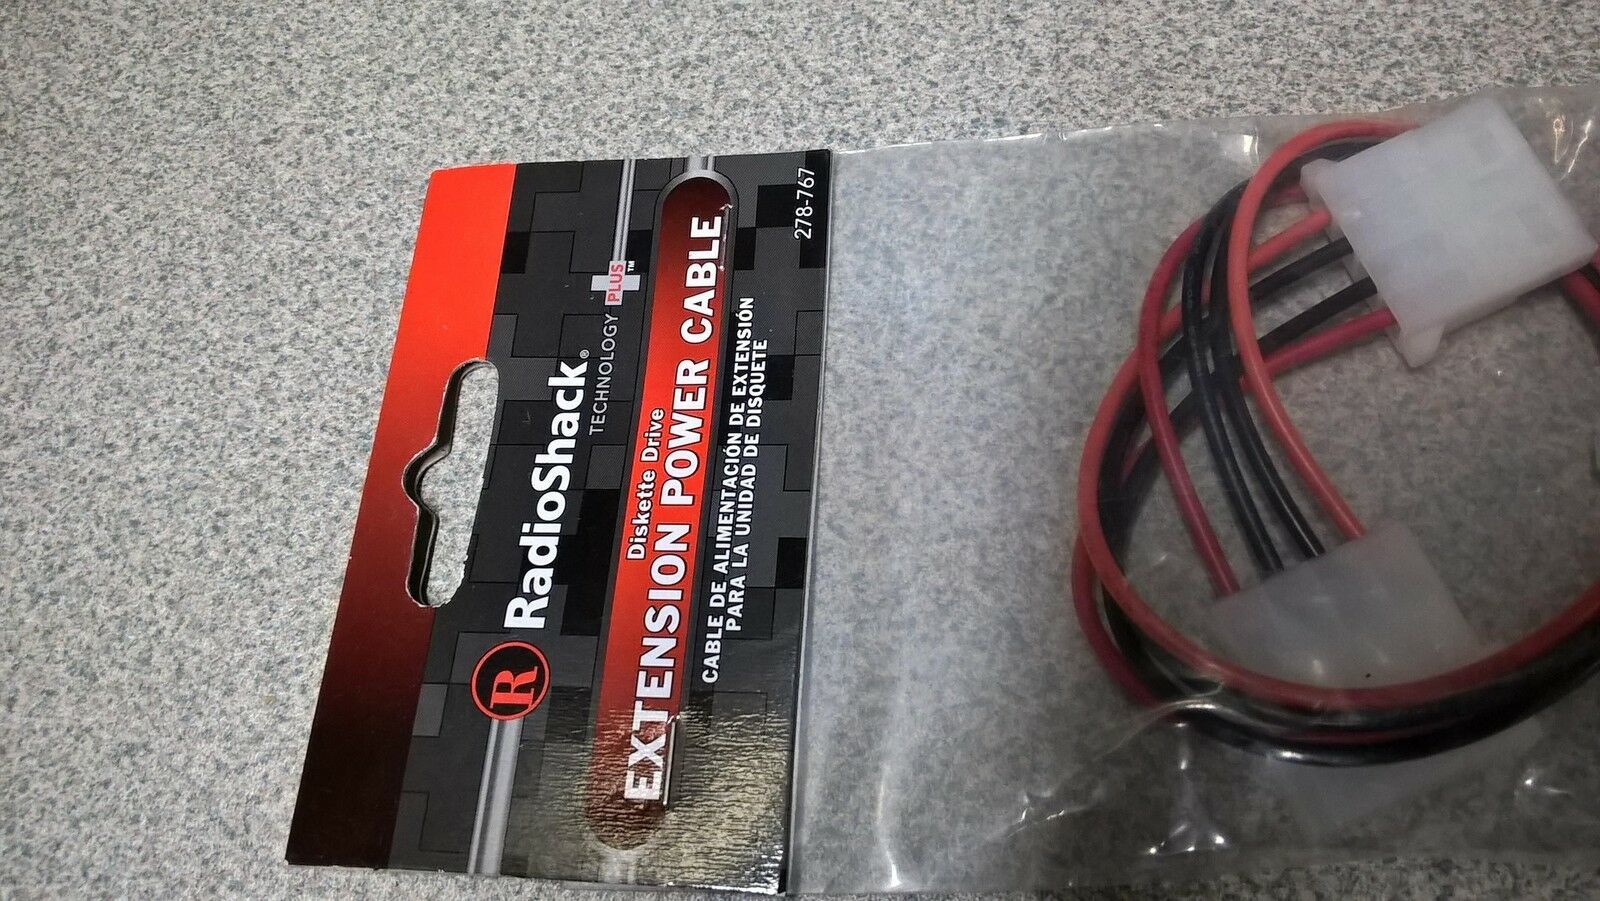 R RadioShack®
TECHNOLOGY PLUS™
Diskette Drive
EXTENSION POWER CABLE
CABLE DE ALIMENTACIÓN DE EXTENSIÓN
PARA LA UNIDAD DE DISQUETE
278-767